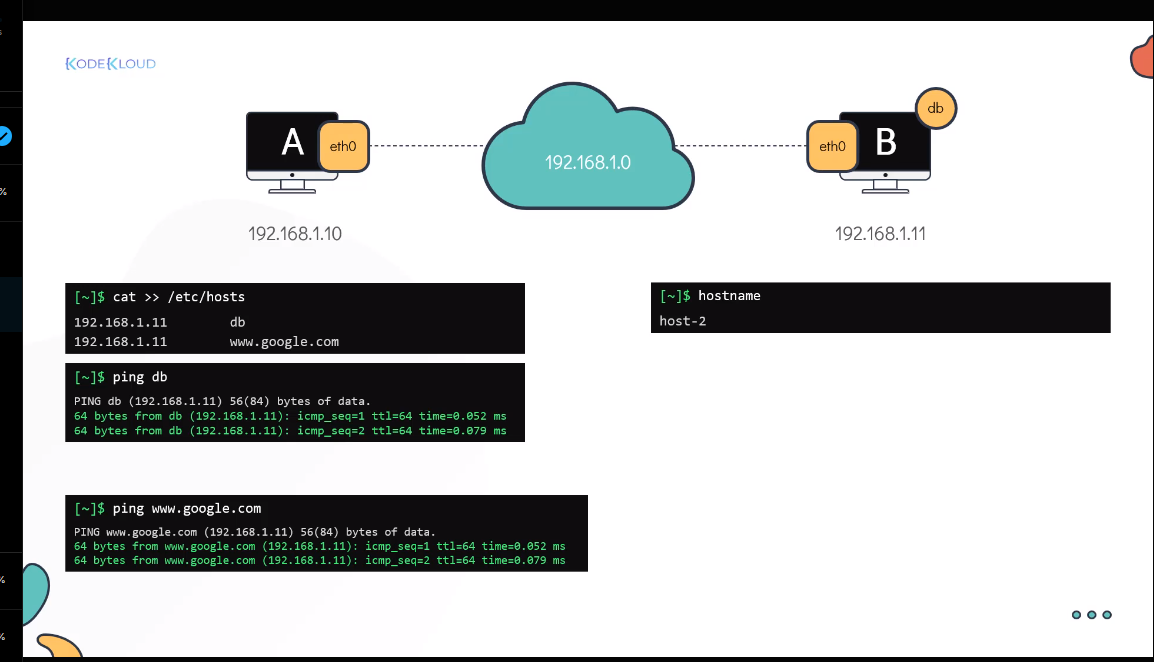 KODEKLOUD
A
eth0
192.168.1.0
eth0
B
db
192.168.1.10
192.168.1.11
[~]$ cat >> /etc/hosts
192.168.1.11 db
192.168.1.11 www.google.com
[~]$ ping db
PING db (192.168.1.11) 56(84) bytes of data.
64 bytes from db (192.168.1.11): icmp_seq=1 ttl=64 time=0.052 ms
64 bytes from db (192.168.1.11): icmp_seq=2 ttl=64 time=0.079 ms
[~]$ ping www.google.com
PING www.google.com (192.168.1.11) 56(84) bytes of data.
64 bytes from www.google.com (192.168.1.11): icmp_seq=1 ttl=64 time=0.052 ms
64 bytes from www.google.com (192.168.1.11): icmp_seq=2 ttl=64 time=0.079 ms
[~]$ hostname
host-2
%
%
%